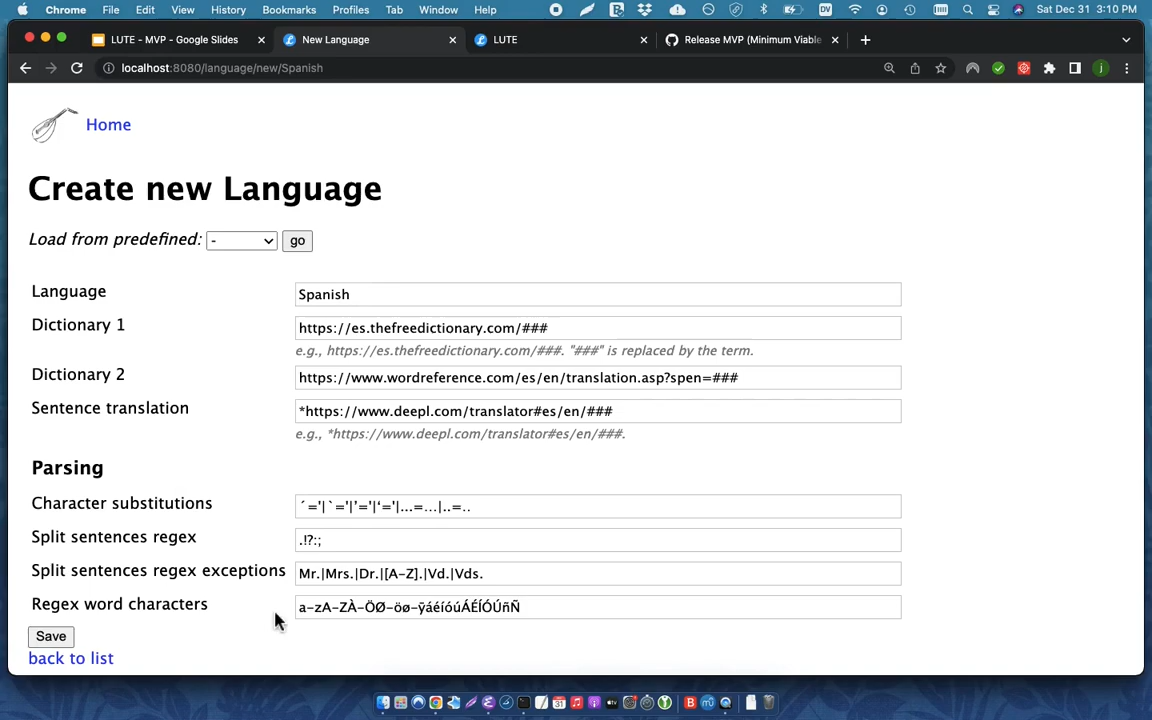 Chrome File Edit View History Bookmarks Profiles Tab Window Help DV Sat Dec 31 3:10 PM
LUTE - MVP - Google Slides New Language LUTE Release MVP (Minimum Viable
localhost:8080/language/new/Spanish j
Home
Create new Language
Load from predefined: - go
Language Spanish
Dictionary 1 https://es.thefreedictionary.com/###
e.g., https://es.thefreedictionary.com/###. "###" is replaced by the term.
Dictionary 2 https://www.wordreference.com/es/en/translation.asp?spen=###
Sentence translation *https://www.deepl.com/translator#es/en/###
e.g., *https://www.deepl.com/translator#es/en/###.
Parsing
Character substitutions ´='|`='|’='|‘='|...=…|..=‥
Split sentences regex .!?:;
Split sentences regex exceptions Mr.|Mrs.|Dr.|[A-Z].|Vd.|Vds.
Regex word characters a-zA-ZÀ-ÖØ-öø-ȳáéíóúÁÉÍÓÚñÑ
Save
back to list